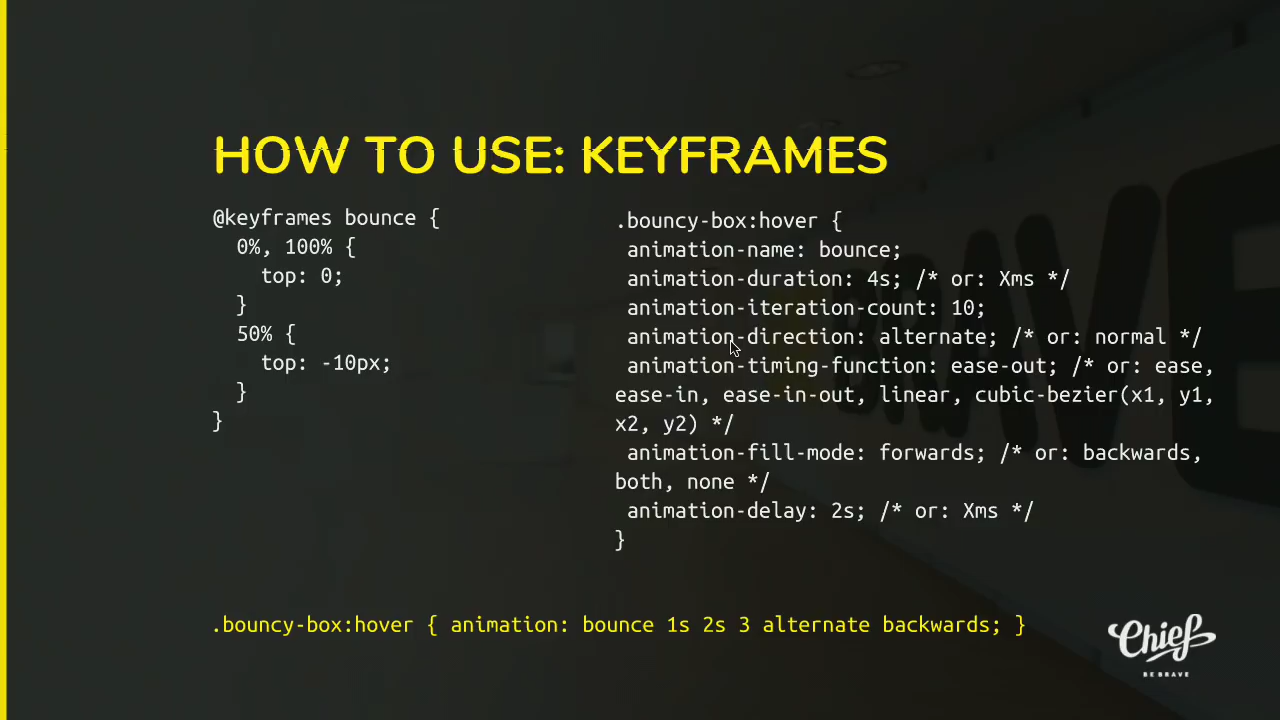 HOW TO USE: KEYFRAMES
@keyframes bounce {
0%, 100% {
top: 0;
}
50% {
top: -10px;
}
}
.bouncy-box:hover {
animation-name: bounce;
animation-duration: 4s; /* or: Xms */
animation-iteration-count: 10;
animation-direction: alternate; /* or: normal */
animation-timing-function: ease-out; /* or: ease,
ease-in, ease-in-out, linear, cubic-bezier(x1, y1,
x2, y2) */
animation-fill-mode: forwards; /* or: backwards,
both, none */
animation-delay: 2s; /* or: Xms */
}
.bouncy-box:hover { animation: bounce 1s 2s 3 alternate backwards; }
BRAVE
Chief
BE BRAVE